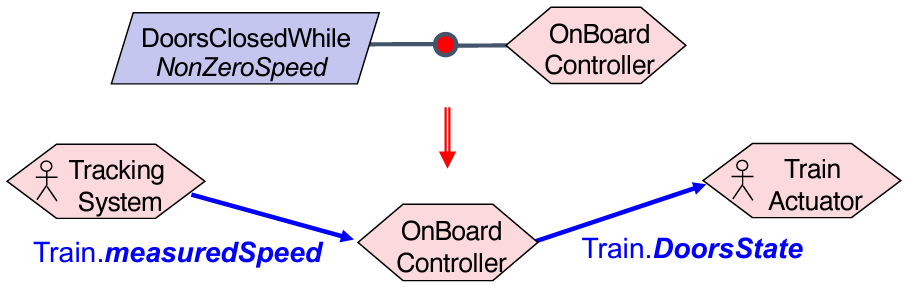 DoorsClosedWhile
NonZeroSpeed
OnBoard
Controller
Tracking
System
Train
Actuator
OnBoard
Controller
Train.measuredSpeed
Train.DoorsState